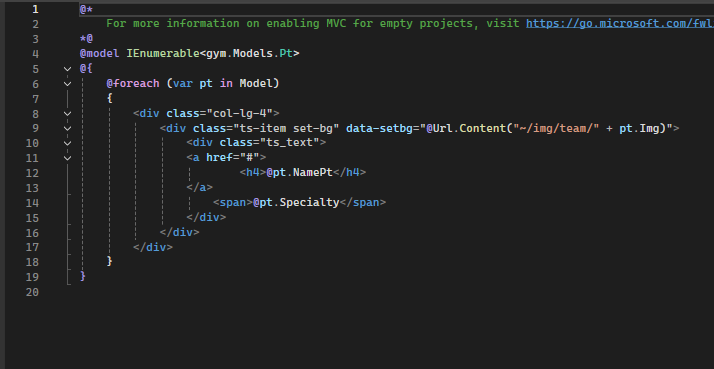 1 @*
2 For more information on enabling MVC for empty projects, visit https://go.microsoft.com/fwl
3 *@
4 @model IEnumerable<gym.Models.Pt>
5 @{
6 @foreach (var pt in Model)
7 {
8 <div class="col-lg-4">
9 <div class="ts-item set-bg" data-setbg="@Url.Content("~/img/team/" + pt.Img)">
10 <div class="ts_text">
11 <a href="#">
12 <h4>@pt.NamePt</h4>
13 </a>
14 <span>@pt.Specialty</span>
15 </div>
16 </div>
17 </div>
18 }
19 }
20